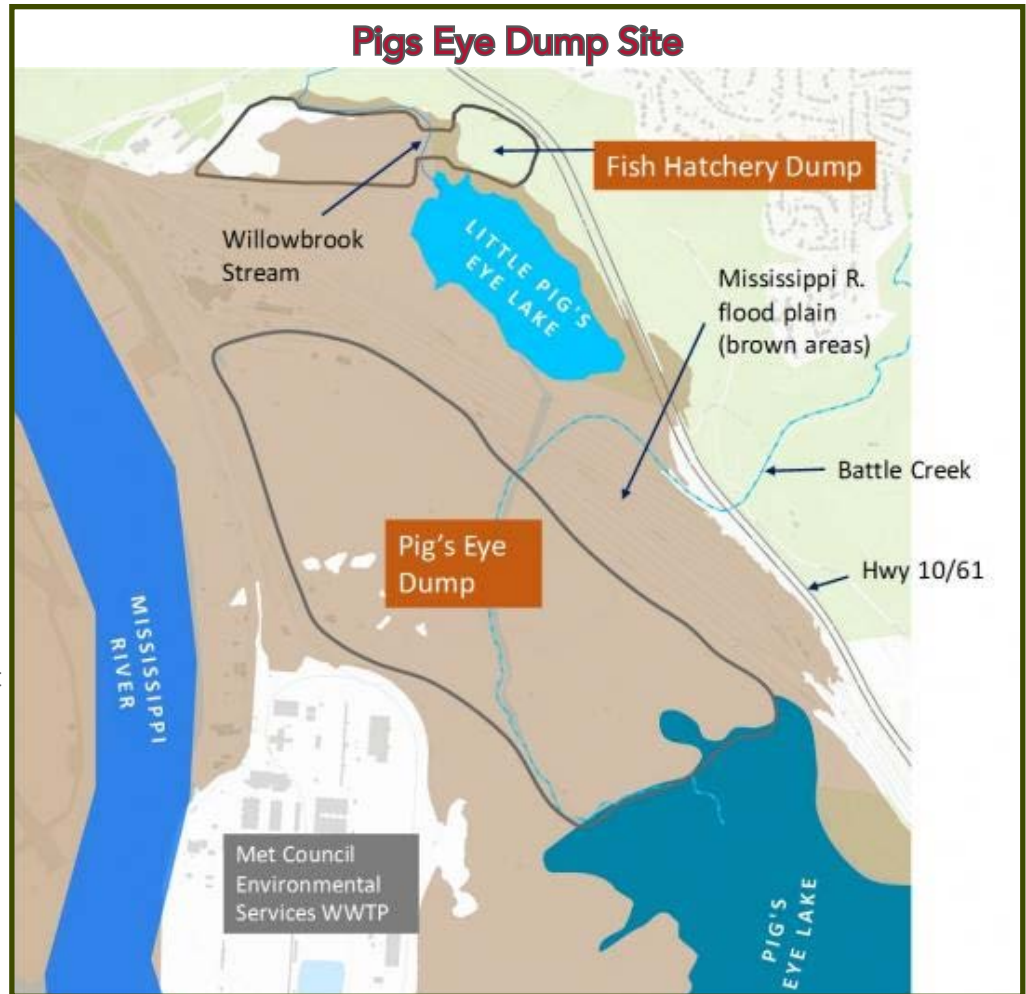 Pigs Eye Dump Site
Fish Hatchery Dump
Willowbrook
Stream
LITTLE PIG'S
EYE LAKE
Mississippi R.
flood plain
(brown areas)
Battle Creek
Pig's Eye
Dump
Hwy 10/61
MISSISSIPPI
RIVER
Met Council
Environmental
Services WWTP
PIG'S
EYE LAKE